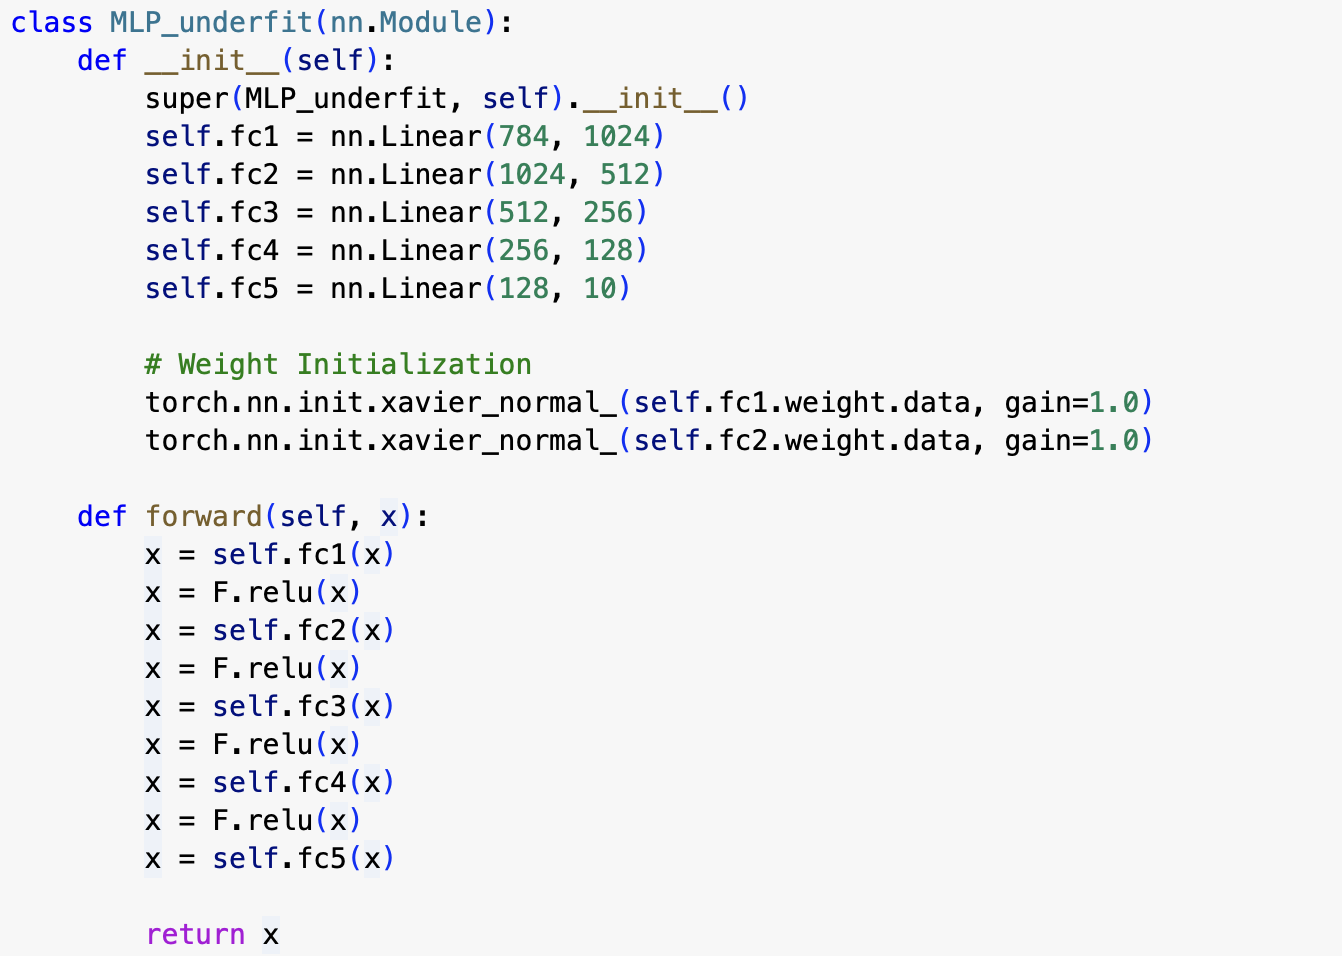 class MLP_underfit(nn.Module):
    def __init__(self):
        super(MLP_underfit, self).__init__()
        self.fc1 = nn.Linear(784, 1024)
        self.fc2 = nn.Linear(1024, 512)
        self.fc3 = nn.Linear(512, 256)
        self.fc4 = nn.Linear(256, 128)
        self.fc5 = nn.Linear(128, 10)

        # Weight Initialization
        torch.nn.init.xavier_normal_(self.fc1.weight.data, gain=1.0)
        torch.nn.init.xavier_normal_(self.fc2.weight.data, gain=1.0)

    def forward(self, x):
        x = self.fc1(x)
        x = F.relu(x)
        x = self.fc2(x)
        x = F.relu(x)
        x = self.fc3(x)
        x = F.relu(x)
        x = self.fc4(x)
        x = F.relu(x)
        x = self.fc5(x)

        return x